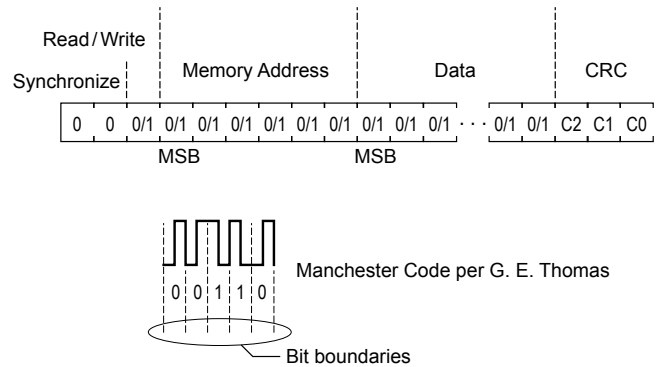 Read/Write
Synchronize Memory Address Data CRC
0 0 0/1 0/1 0/1 0/1 0/1 0/1 0/1 0/1 0/1 0/1 · · · 0/1 0/1 C2 C1 C0
MSB MSB
Manchester Code per G. E. Thomas
0 0 1 1 0
Bit boundaries